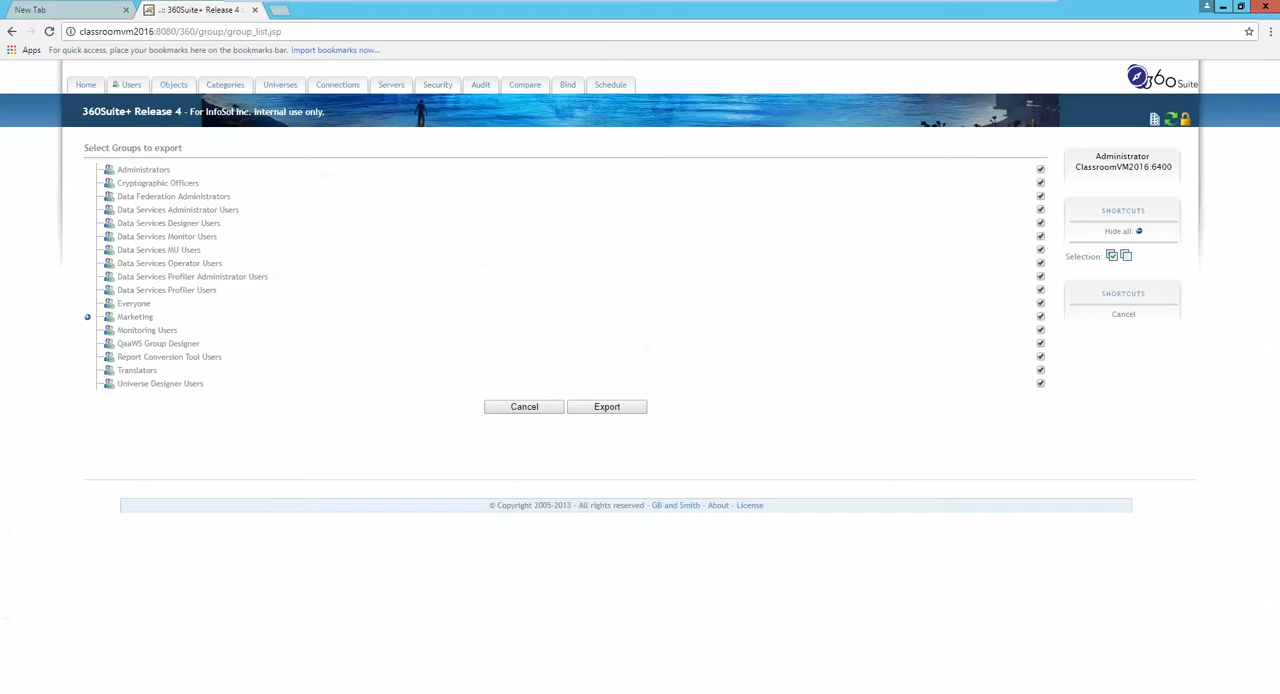 New Tab
.:: 360Suite+ Release 4
classroomvm2016:8080/360/group/group_list.jsp
Apps For quick access, place your bookmarks here on the bookmarks bar. Import bookmarks now...
Home Users Objects Categories Universes Connections Servers Security Audit Compare Bind Schedule
360Suite
360Suite+ Release 4 - For InfoSol Inc. internal use only.
Select Groups to export
Administrators
Cryptographic Officers
Data Federation Administrators
Data Services Administrator Users
Data Services Designer Users
Data Services Monitor Users
Data Services MU Users
Data Services Operator Users
Data Services Profiler Administrator Users
Data Services Profiler Users
Everyone
Marketing
Monitoring Users
QaaWS Group Designer
Report Conversion Tool Users
Translators
Universe Designer Users
Cancel Export
Administrator
ClassroomVM2016:6400
SHORTCUTS
Hide all:
Selection:
SHORTCUTS
Cancel
© Copyright 2005-2013 - All rights reserved - GB and Smith - About - License